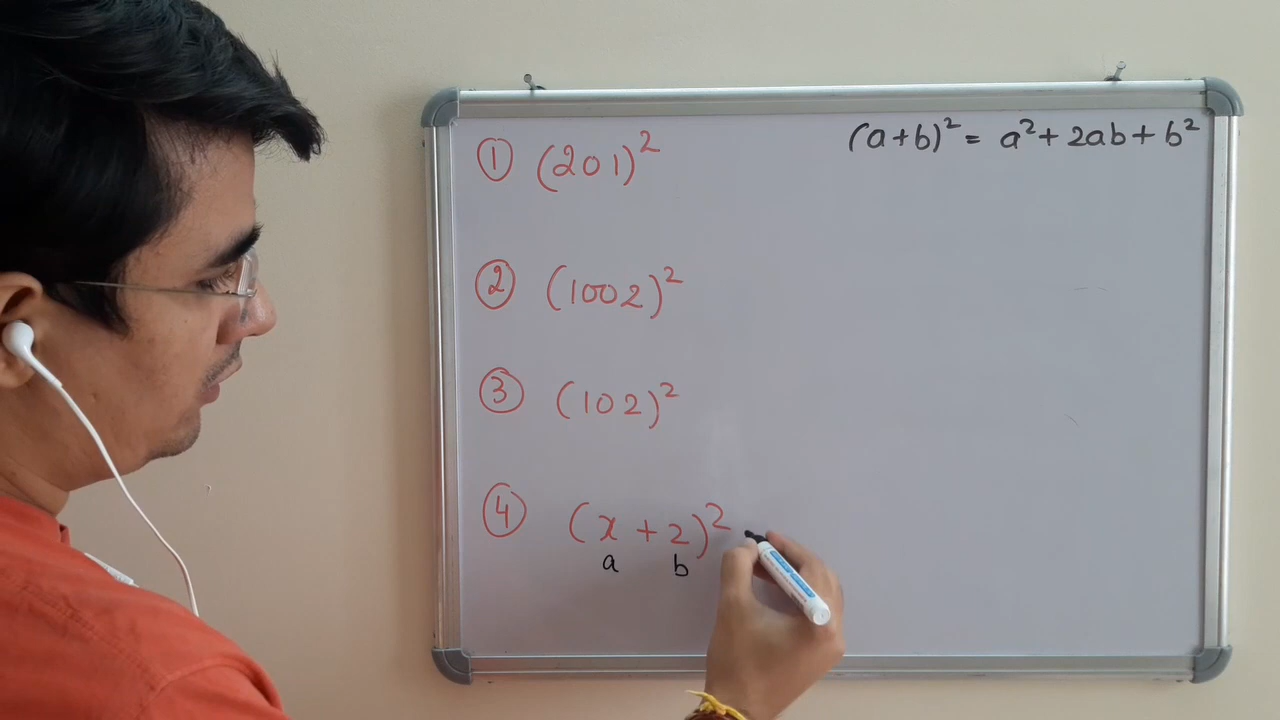 (a+b)² = a² + 2ab + b²
① (201)²
② (1002)²
③ (102)²
④ (x + 2)²
a b